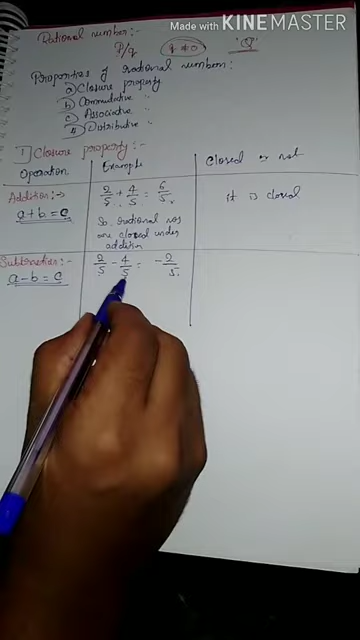 Made with KINEMASTER
Rational number:-
P/q q ≠ 0 'Q'
Properties of rational numbers:
a) Closure property
b) Commutative "
c) Associative "
d) Distributive "
1) Closure property:-
Operation Example Closed or not
Addition:- 2/5 + 4/5 = 6/5 it is closed
a+b=c
So, rational nos
are closed under
addition
Subtraction:- 2/5 - 4/5 = -2/5
a-b=c